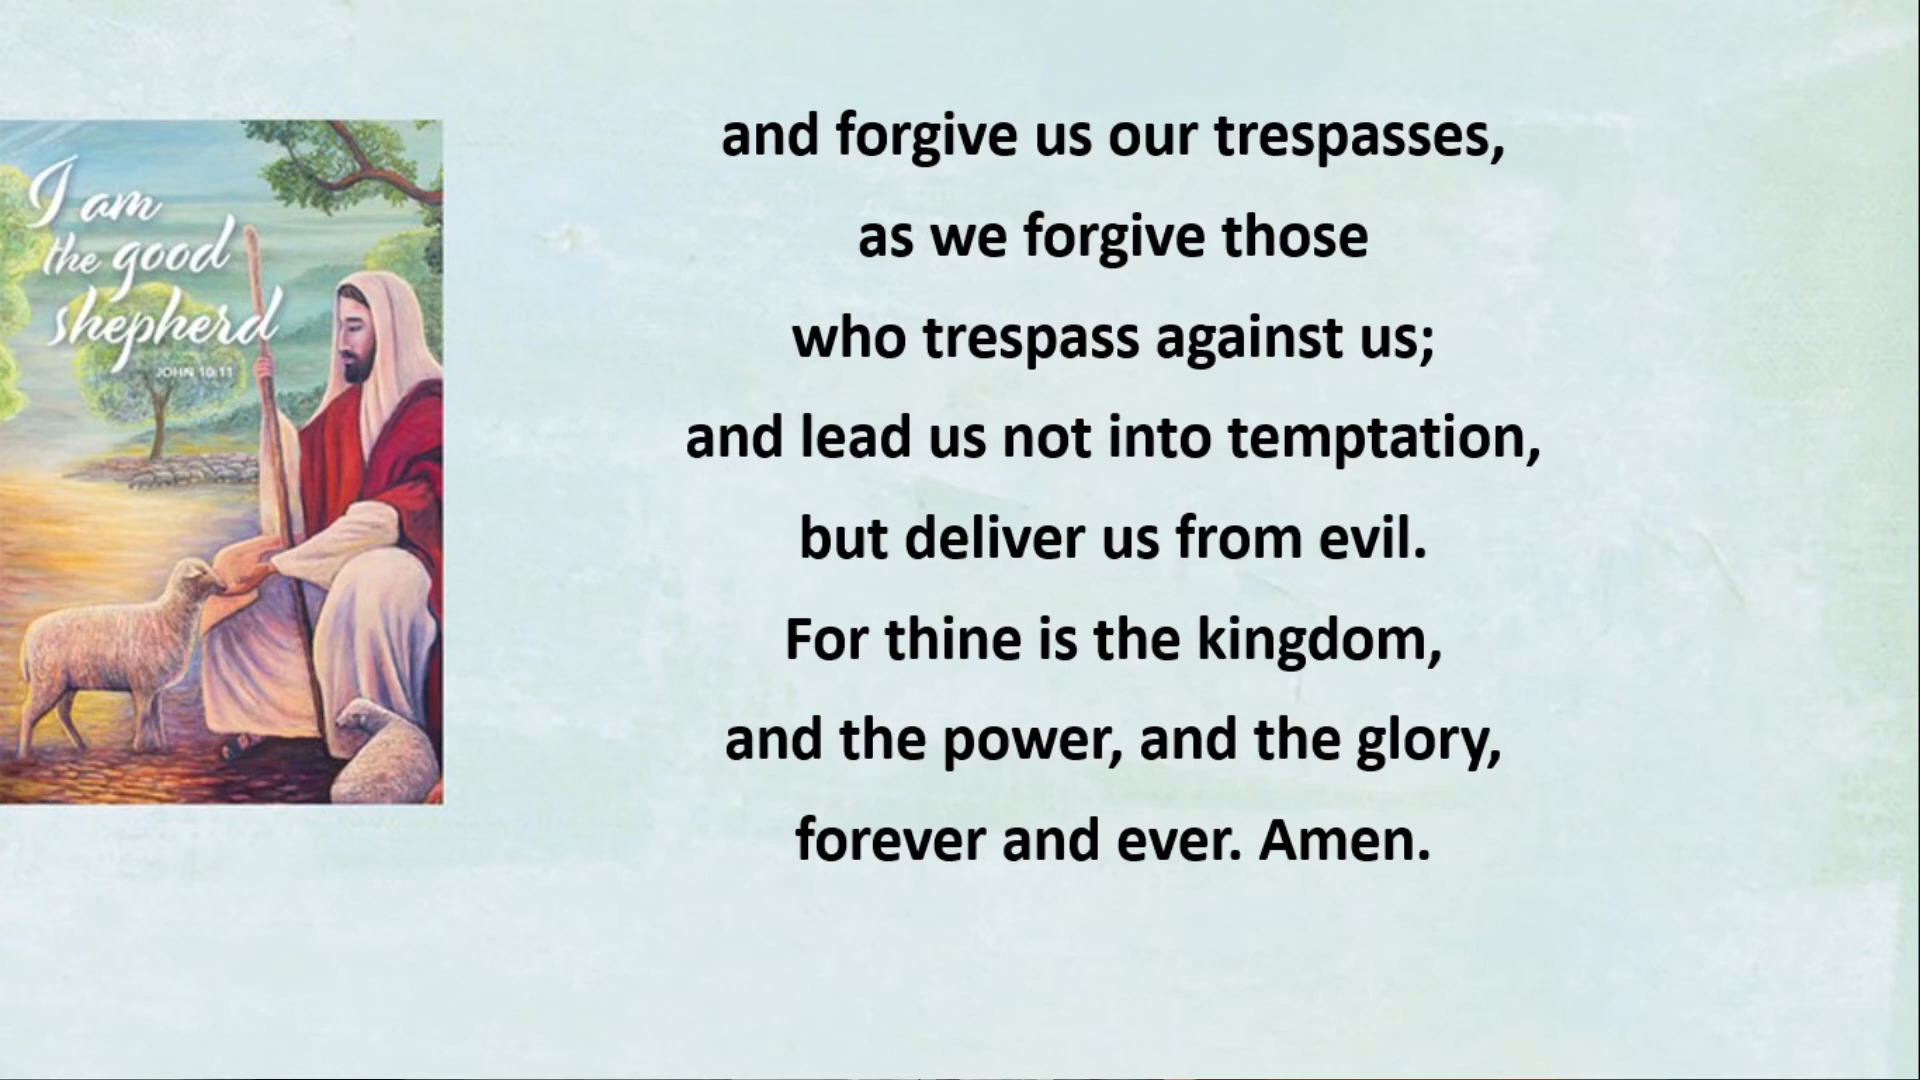 I am
the good
shepherd
JOHN 10:11
and forgive us our trespasses,
as we forgive those
who trespass against us;
and lead us not into temptation,
but deliver us from evil.
For thine is the kingdom,
and the power, and the glory,
forever and ever. Amen.